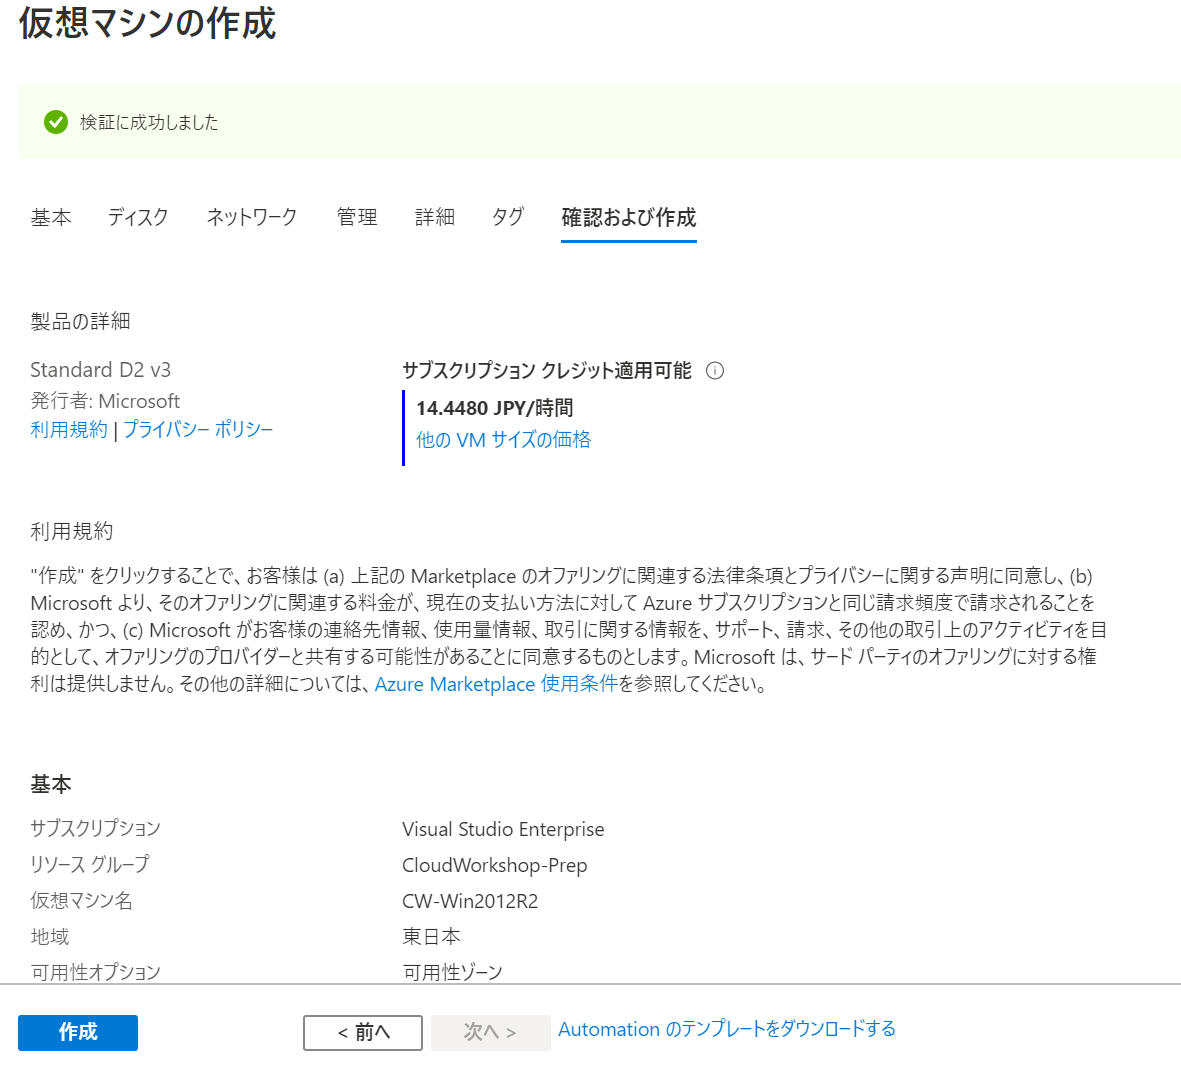 仮想マシンの作成
検証に成功しました
基本 ディスク ネットワーク 管理 詳細 タグ 確認および作成
製品の詳細
Standard D2 v3
発行者: Microsoft
利用規約 | プライバシー ポリシー
サブスクリプション クレジット適用可能
14.4480 JPY/時間
他の VM サイズの価格
利用規約
"作成" をクリックすることで、お客様は (a) 上記の Marketplace のオファリングに関連する法律条項とプライバシーに関する声明に同意し、(b)
Microsoft より、そのオファリングに関連する料金が、現在の支払い方法に対して Azure サブスクリプションと同じ請求頻度で請求されることを
認め、かつ、(c) Microsoft がお客様の連絡先情報、使用量情報、取引に関する情報を、サポート、請求、その他の取引上のアクティビティを目
的として、オファリングのプロバイダーと共有する可能性があることに同意するものとします。Microsoft は、サード パーティのオファリングに対する権
利は提供しません。その他の詳細については、Azure Marketplace 使用条件を参照してください。
基本
サブスクリプション Visual Studio Enterprise
リソース グループ CloudWorkshop-Prep
仮想マシン名 CW-Win2012R2
地域 東日本
可用性オプション 可用性ゾーン
作成 < 前へ 次へ > Automation のテンプレートをダウンロードする